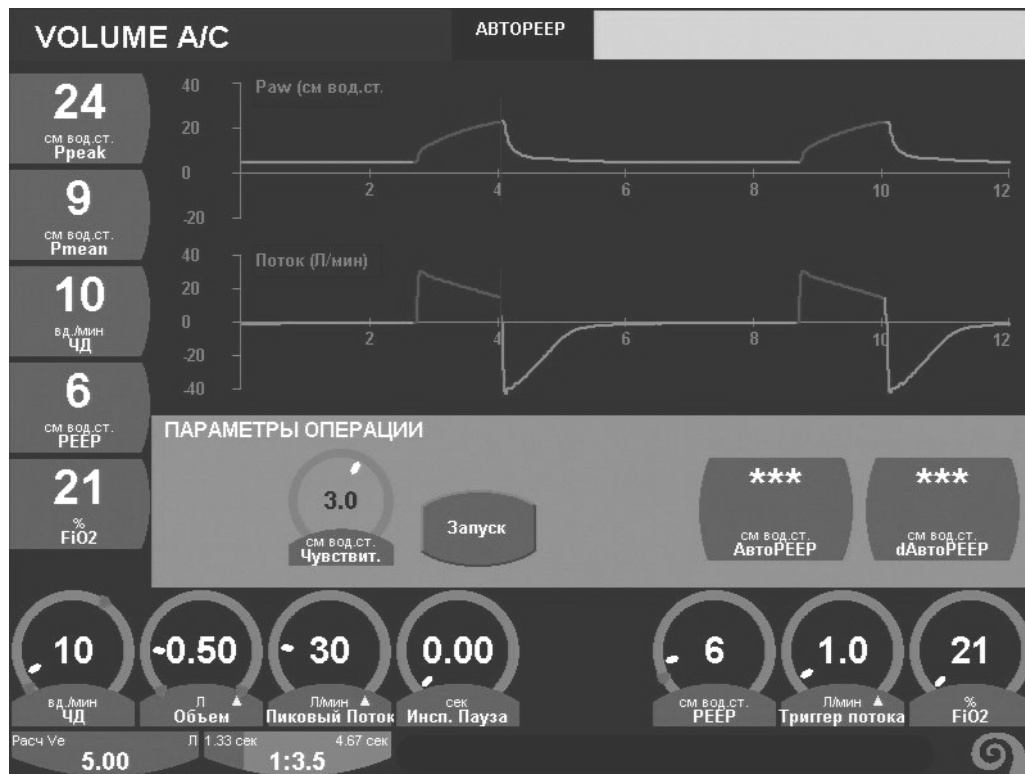 VOLUME A/C
АВТОPEEP
24
см вод.ст.
Ppeak
9
см вод.ст.
Pmean
10
вд./мин
ЧД
6
см вод.ст.
PEEP
21
%
FiO2
Paw (см вод.ст.
40
20
0
-20
2
4
6
8
10
12
Поток (Л/мин)
40
20
0
-20
-40
2
4
6
8
10
12
ПАРАМЕТРЫ ОПЕРАЦИИ
3.0
см вод.ст.
Чувствит.
Запуск
***
см вод.ст.
АвтоPEEP
***
см вод.ст.
dАвтоPEEP
10
вд./мин
ЧД
0.50
Л
Объем
30
Л/мин
Пиковый Поток
0.00
сек
Инсп. Пауза
6
см вод.ст.
PEEP
1.0
Л/мин
Триггер потока
21
%
FiO2
Расч Ve Л
5.00
1.33 сек 4.67 сек
1:3.5